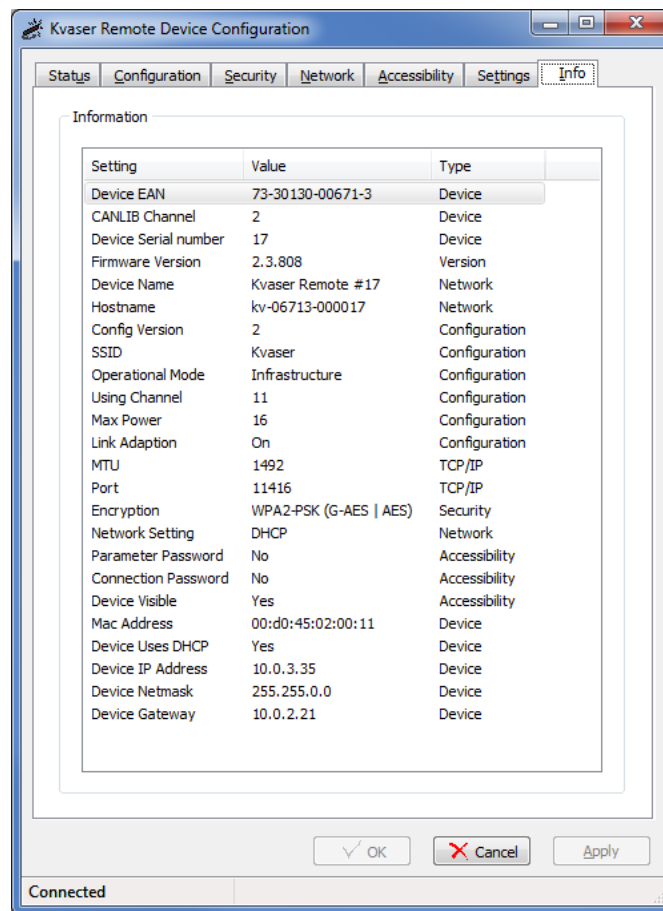 Kvaser Remote Device Configuration
Status Configuration Security Network Accessibility Settings Info
Information
Setting Value Type
Device EAN 73-30130-00671-3 Device
CANLIB Channel 2 Device
Device Serial number 17 Device
Firmware Version 2.3.808 Version
Device Name Kvaser Remote #17 Network
Hostname kv-06713-000017 Network
Config Version 2 Configuration
SSID Kvaser Configuration
Operational Mode Infrastructure Configuration
Using Channel 11 Configuration
Max Power 16 Configuration
Link Adaption On Configuration
MTU 1492 TCP/IP
Port 11416 TCP/IP
Encryption WPA2-PSK (G-AES | AES) Security
Network Setting DHCP Network
Parameter Password No Accessibility
Connection Password No Accessibility
Device Visible Yes Accessibility
Mac Address 00:d0:45:02:00:11 Device
Device Uses DHCP Yes Device
Device IP Address 10.0.3.35 Device
Device Netmask 255.255.0.0 Device
Device Gateway 10.0.2.21 Device
OK Cancel Apply
Connected